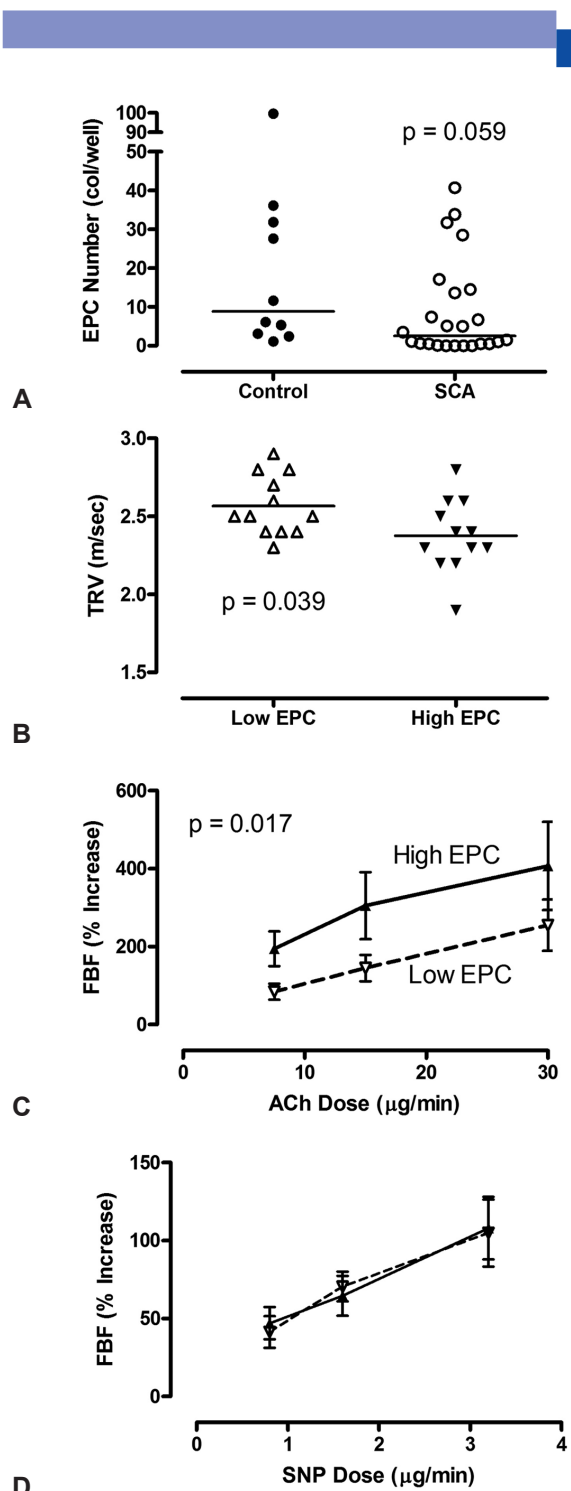 100
90
50
40
30
20
10
0
EPC Number (col/well)
p = 0.059
Control
SCA
A
3.0
2.5
2.0
1.5
TRV (m/sec)
p = 0.039
Low EPC
High EPC
B
600
400
200
0
FBF (% Increase)
p = 0.017
High EPC
Low EPC
0
10
20
30
ACh Dose (μg/min)
C
150
100
50
0
FBF (% Increase)
0
1
2
3
4
SNP Dose (μg/min)
D